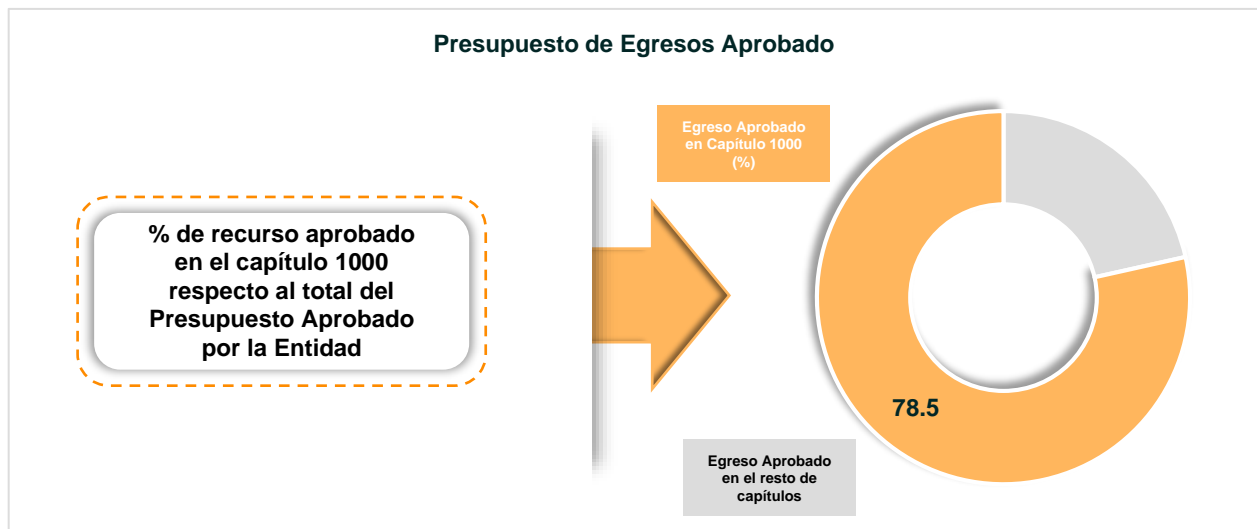 Presupuesto de Egresos Aprobado
Egreso Aprobado
en Capítulo 1000
(%)
% de recurso aprobado
en el capítulo 1000
respecto al total del
Presupuesto Aprobado
por la Entidad
78.5
Egreso Aprobado
en el resto de
capítulos